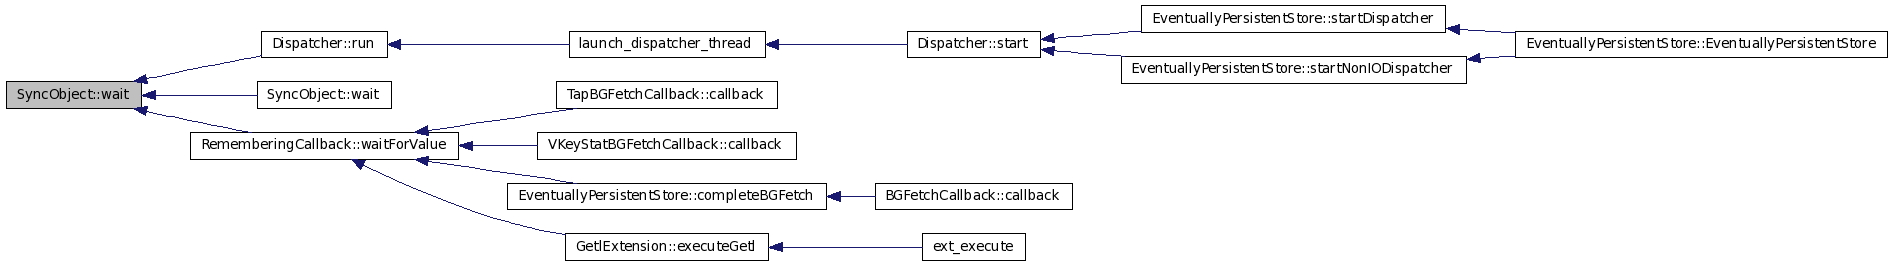 EventuallyPersistentStore::startDispatcher
Dispatcher::run
launch_dispatcher_thread
Dispatcher::start
EventuallyPersistentStore::EventuallyPersistentStore
EventuallyPersistentStore::startNonIODispatcher
SyncObject::wait
SyncObject::wait
TapBGFetchCallback::callback
RememberingCallback::waitForValue
VKeyStatBGFetchCallback::callback
EventuallyPersistentStore::completeBGFetch
BGFetchCallback::callback
GetlExtension::executeGetl
ext_execute